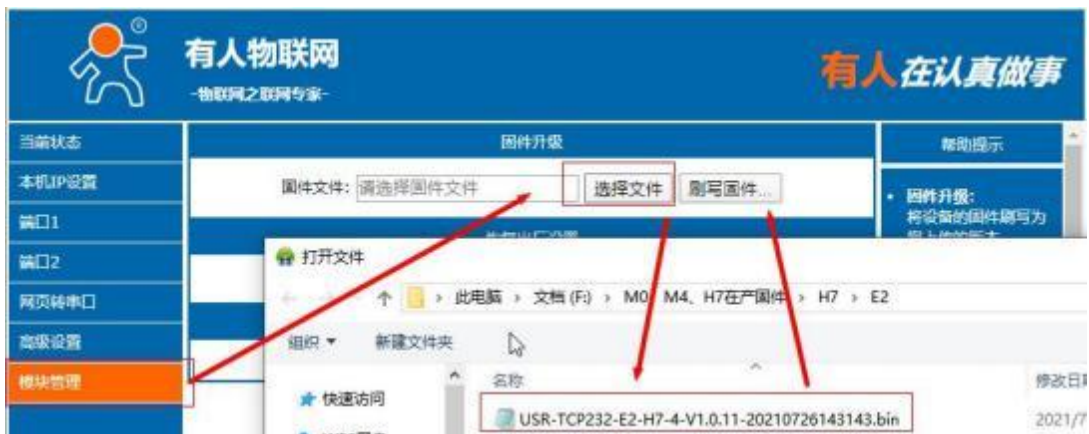 有人物联网
-物联网之联网专家-
有人在认真做事
当前状态
本机IP设置
端口1
端口2
网页转串口
高级设置
模块管理
固件升级
固件文件: 请选择固件文件 选择文件 刷写固件...
帮助提示
• 固件升级:
将设备的固件刷写为
打开文件
↑ › 此电脑 › 文档 (F:) › M0、M4、H7在产固件 › H7 › E2
组织 新建文件夹
快速访问
名称
修改日
USR-TCP232-E2-H7-4-V1.0.11-20210726143143.bin
2021/7